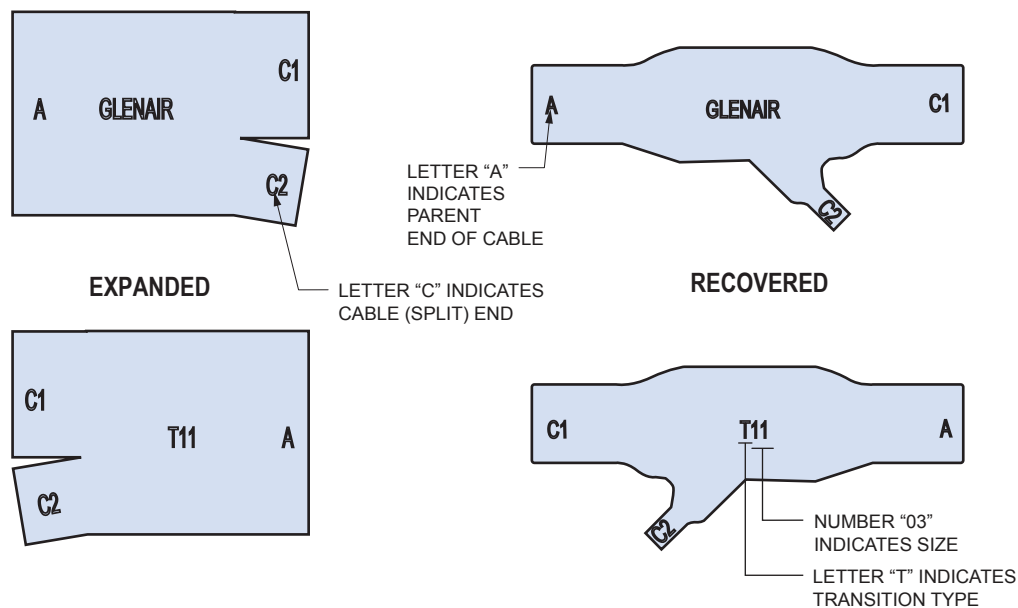 A
GLENAIR
C1
C2
A
GLENAIR
C1
C2
LETTER “A”
INDICATES
PARENT
END OF CABLE
EXPANDED
LETTER “C” INDICATES
CABLE (SPLIT) END
RECOVERED
C1
T11
A
C2
C1
T11
A
C2
NUMBER “03”
INDICATES SIZE
LETTER “T” INDICATES
TRANSITION TYPE